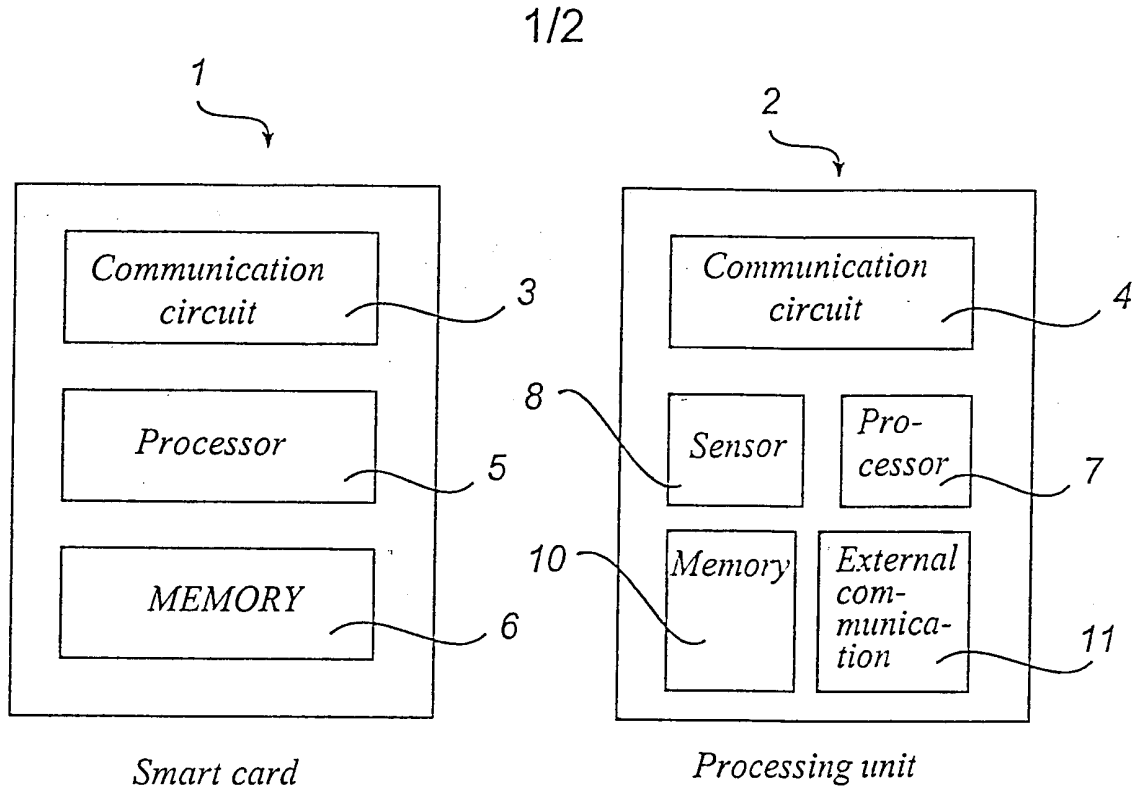 1/2
1
2
Communication
circuit
3
Processor
5
MEMORY
6
Smart card
Communication
circuit
4
8
Sensor
Pro-
cessor
7
10
Memory
External
com-
munica-
tion
11
Processing unit